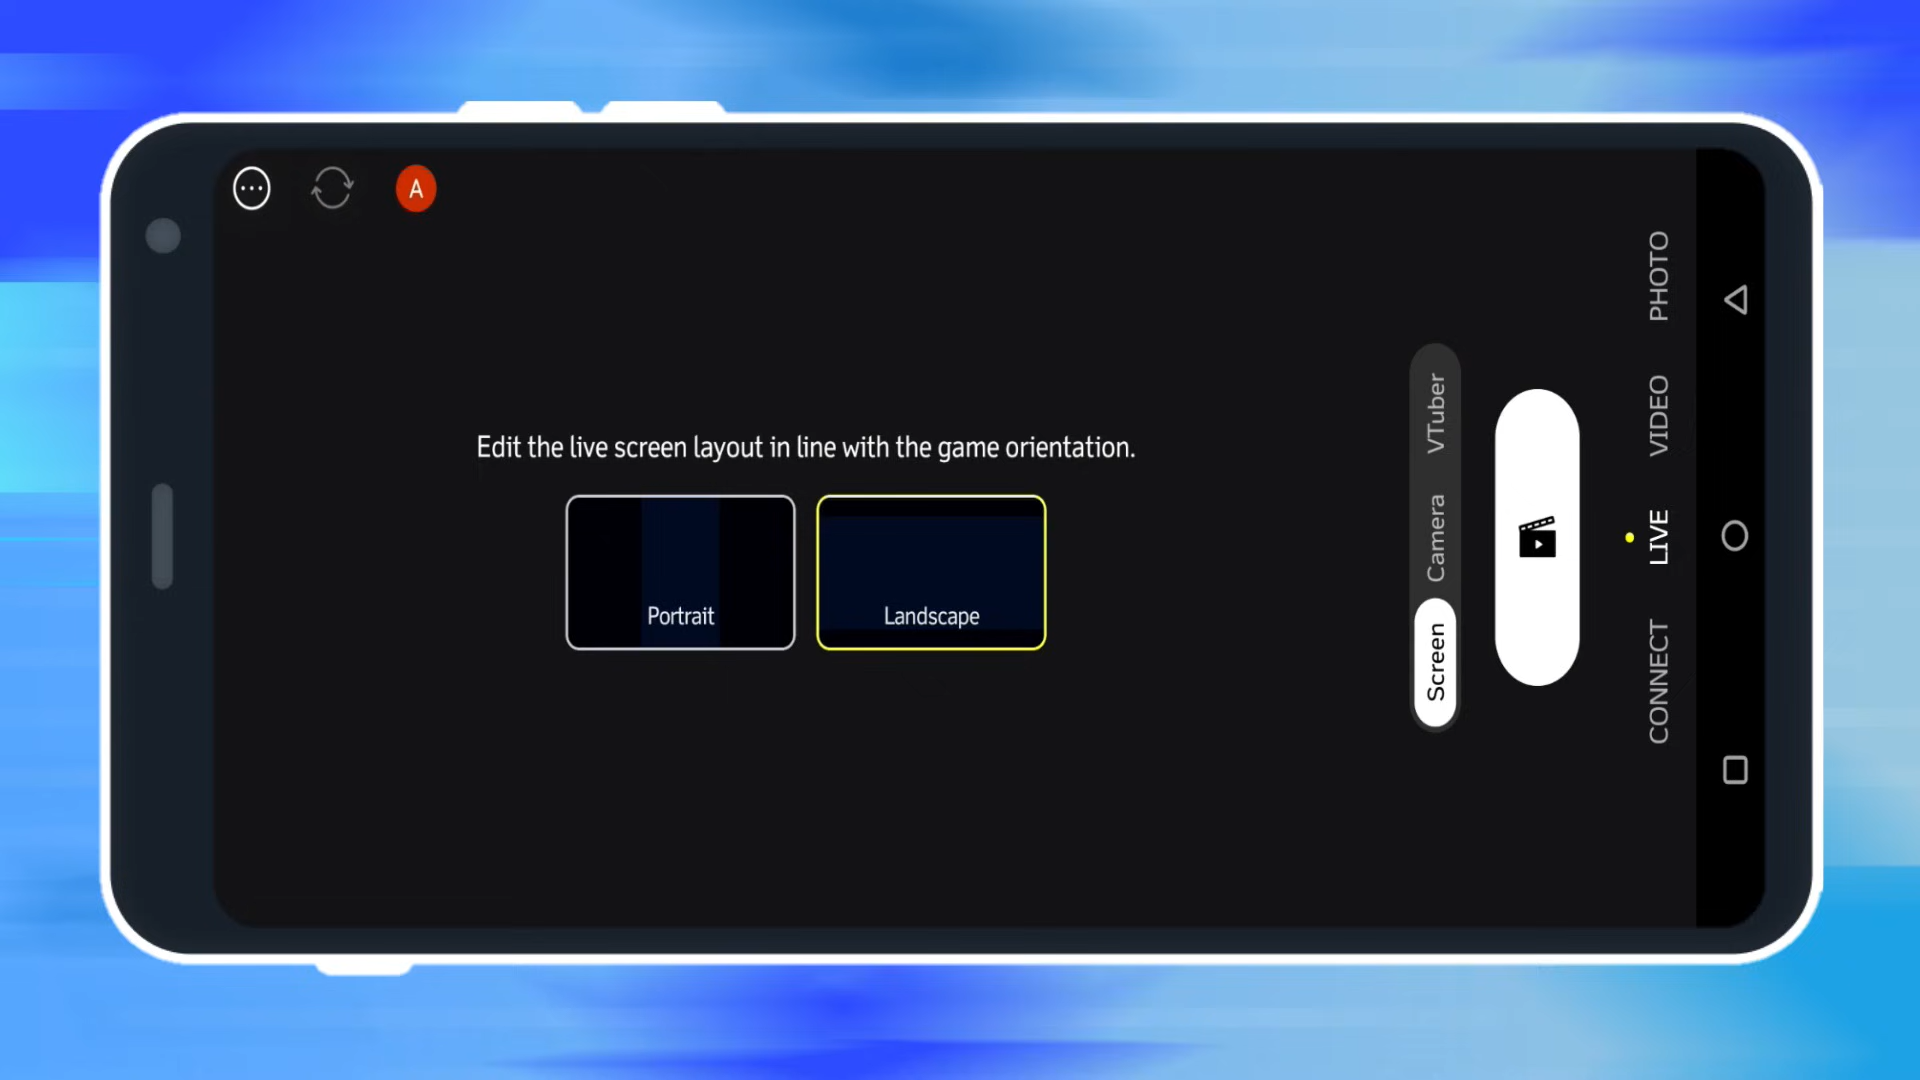 A
Edit the live screen layout in line with the game orientation.
Portrait
Landscape
Screen
Camera
VTuber
CONNECT
LIVE
VIDEO
PHOTO